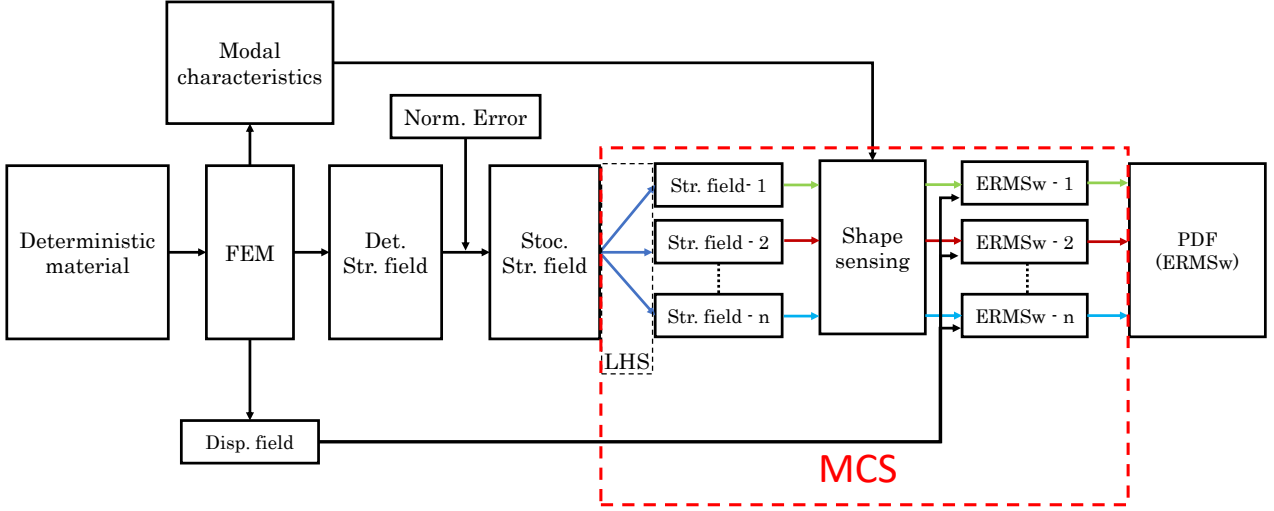 Modal
characteristics
Norm. Error
Deterministic
material
FEM
Det.
Str. field
Stoc.
Str. field
LHS
Str. field- 1
Str. field - 2
Str. field - n
Shape
sensing
ERMSw - 1
ERMSw - 2
ERMSw - n
PDF
(ERMSw)
Disp. field
MCS